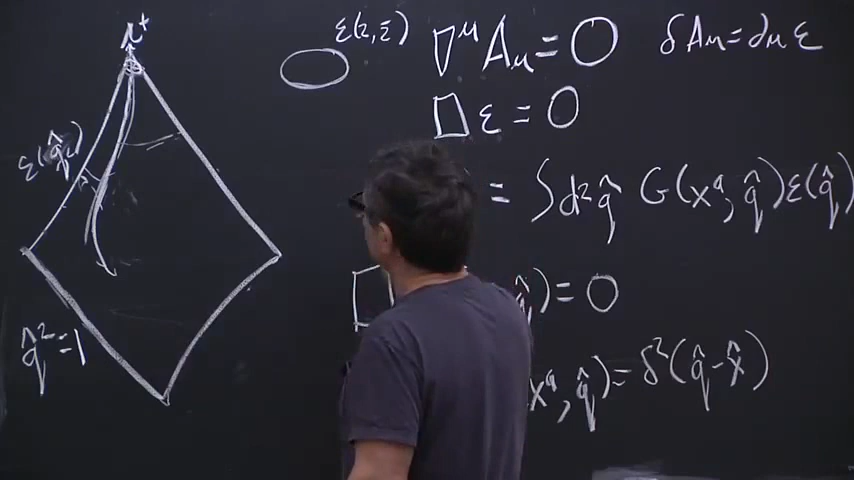 i⁺
ε(z,z̄)
∇^μ A_μ = 0   δA_μ = ∂_μ ε
□ ε = 0
ε(q̂)
= ∫d²q̂ G(x^a; q̂)ε(q̂)
□ q̂) = 0
q̂² = 1
x^a, q̂) = δ²(q̂-x̂)